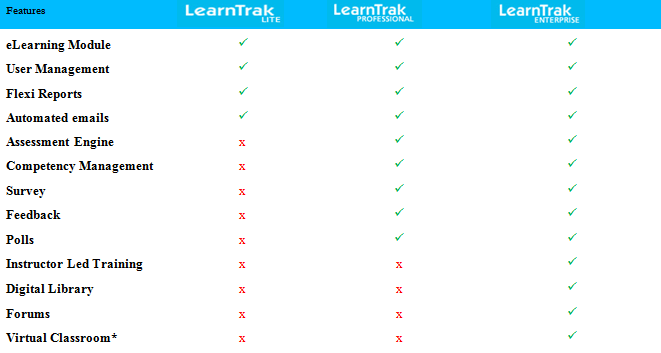 Features LearnTrak LITE LearnTrak PROFESSIONAL LearnTrak ENTERPRISE
eLearning Module ✓ ✓ ✓
User Management ✓ ✓ ✓
Flexi Reports ✓ ✓ ✓
Automated emails ✓ ✓ ✓
Assessment Engine x ✓ ✓
Competency Management x ✓ ✓
Survey x ✓ ✓
Feedback x ✓ ✓
Polls x ✓ ✓
Instructor Led Training x x ✓
Digital Library x x ✓
Forums x x ✓
Virtual Classroom* x x ✓